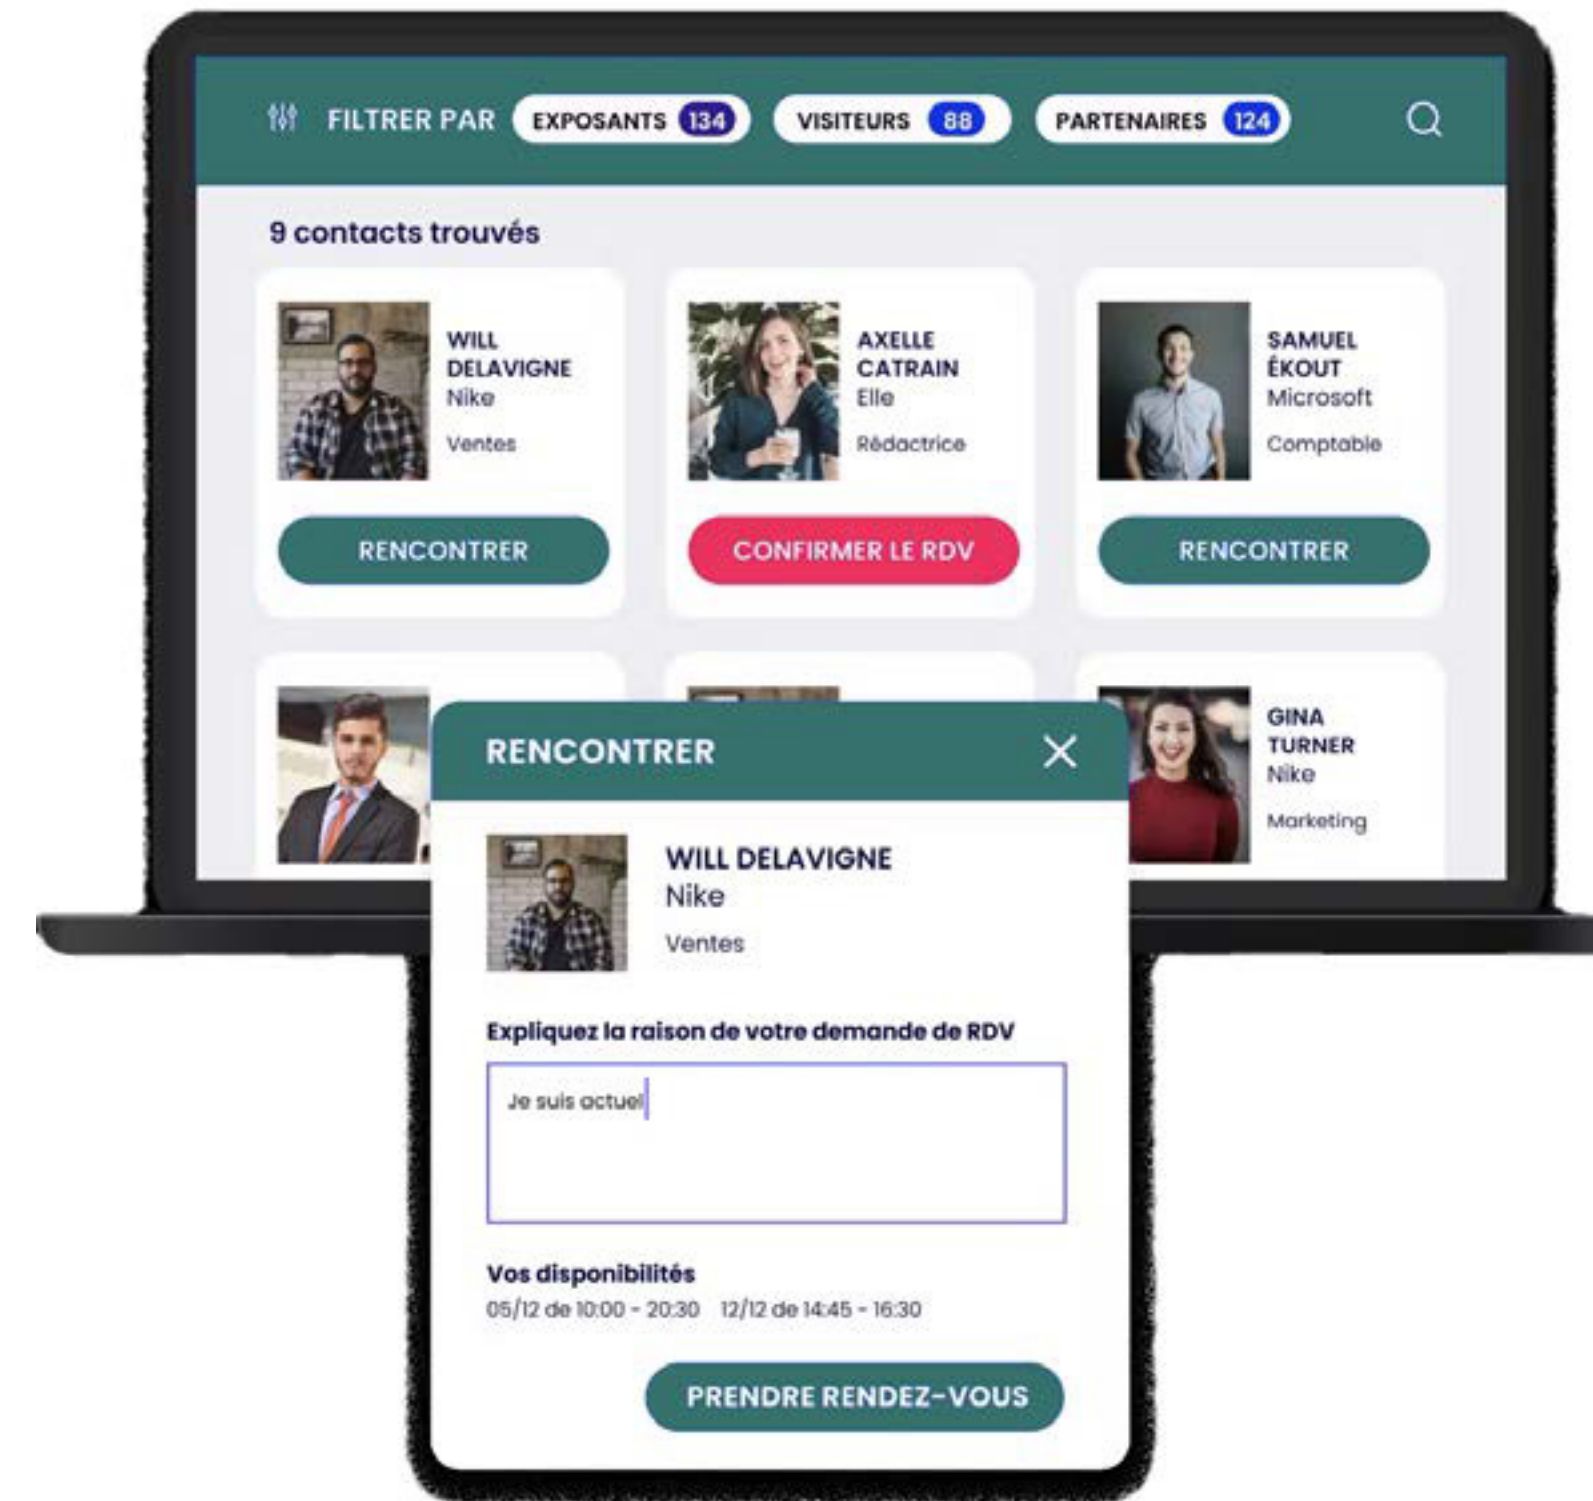 FILTRER PAR EXPOSANTS 134 VISITEURS 88 PARTENAIRES 124
9 contacts trouvés
WILL
DELAVIGNE
Nike
Ventes
RENCONTRER
AXELLE
CATRAIN
Elle
Rédactrice
CONFIRMER LE RDV
SAMUEL
ÉKOUT
Microsoft
Comptable
RENCONTRER
GINA
TURNER
Nike
Marketing
RENCONTRER
WILL DELAVIGNE
Nike
Ventes
Expliquez la raison de votre demande de RDV
Je suis actuel
Vos disponibilités
05/12 de 10:00 - 20:30 12/12 de 14:45 - 16:30
PRENDRE RENDEZ-VOUS